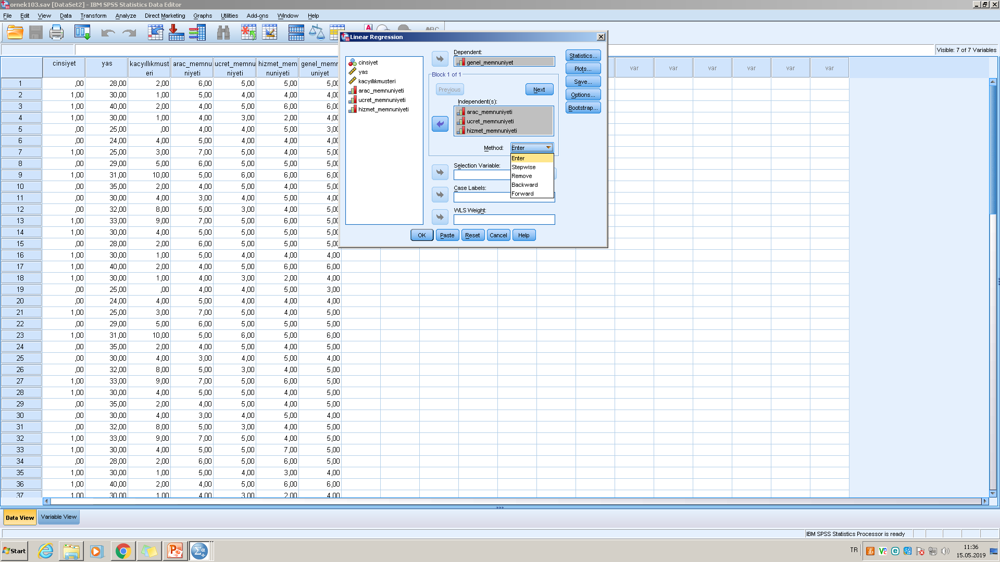 ornek103.sav [DataSet2] - IBM SPSS Statistics Data Editor
File Edit View Data Transform Analyze Direct Marketing Graphs Utilities Add-ons Window Help
Visible: 7 of 7 Variables
cinsiyet yas kacyıllıkmusteri arac_memnuniyeti ucret_memnuniyeti hizmet_memnuniyeti genel_memnuniyet var var var var var var
1 ,00 28,00 2,00 6,00 5,00 5,00 5,00
2 1,00 30,00 1,00 5,00 4,00 4,00 4,00
3 1,00 40,00 2,00 4,00 5,00 6,00 6,00
4 1,00 30,00 1,00 4,00 3,00 2,00 4,00
5 ,00 25,00 ,00 4,00 4,00 5,00 3,00
6 ,00 24,00 4,00 5,00 4,00 4,00 4,00
7 1,00 25,00 3,00 7,00 5,00 4,00 5,00
8 ,00 29,00 5,00 6,00 5,00 5,00 5,00
9 1,00 31,00 10,00 5,00 6,00 5,00 6,00
10 ,00 35,00 2,00 4,00 5,00 4,00 5,00
11 ,00 30,00 4,00 3,00 4,00 5,00 4,00
12 ,00 32,00 8,00 5,00 3,00 4,00 5,00
13 1,00 33,00 9,00 7,00 5,00 6,00 5,00
14 1,00 30,00 4,00 5,00 5,00 4,00 5,00
15 ,00 28,00 2,00 6,00 5,00 5,00 5,00
16 1,00 30,00 1,00 5,00 4,00 4,00 4,00
17 1,00 40,00 2,00 4,00 5,00 6,00 6,00
18 1,00 30,00 1,00 4,00 3,00 2,00 4,00
19 ,00 25,00 ,00 4,00 4,00 5,00 3,00
20 ,00 24,00 4,00 5,00 4,00 4,00 4,00
21 1,00 25,00 3,00 7,00 5,00 4,00 5,00
22 ,00 29,00 5,00 6,00 5,00 5,00 5,00
23 1,00 31,00 10,00 5,00 6,00 5,00 6,00
24 ,00 35,00 2,00 4,00 5,00 4,00 5,00
25 ,00 30,00 4,00 3,00 4,00 5,00 4,00
26 ,00 32,00 8,00 5,00 3,00 4,00 5,00
27 1,00 33,00 9,00 7,00 5,00 6,00 5,00
28 1,00 30,00 4,00 5,00 5,00 4,00 5,00
29 ,00 35,00 2,00 4,00 5,00 4,00 5,00
30 ,00 30,00 4,00 3,00 4,00 5,00 4,00
31 ,00 32,00 8,00 5,00 3,00 4,00 5,00
32 1,00 33,00 9,00 7,00 5,00 4,00 5,00
33 1,00 30,00 4,00 5,00 5,00 7,00 5,00
34 ,00 28,00 2,00 6,00 5,00 6,00 5,00
35 1,00 30,00 1,00 5,00 4,00 3,00 4,00
36 1,00 40,00 2,00 4,00 5,00 6,00 6,00
37 1,00 30,00 1,00 4,00 3,00 2,00 4,00
Linear Regression
cinsiyet
yas
kacyıllıkmusteri
arac_memnuniyeti
ucret_memnuniyeti
hizmet_memnuniyeti
Dependent:
genel_memnuniyet
Block 1 of 1
Previous Next
Independent(s):
arac_memnuniyeti
ucret_memnuniyeti
hizmet_memnuniyeti
Method: Enter
Enter
Stepwise
Remove
Backward
Forward
Selection Variable:
Case Labels:
WLS Weight:
Statistics...
Plots...
Save...
Options...
Bootstrap...
OK Paste Reset Cancel Help
Data View Variable View
IBM SPSS Statistics Processor is ready
Start
TR
11:36
15.05.2019